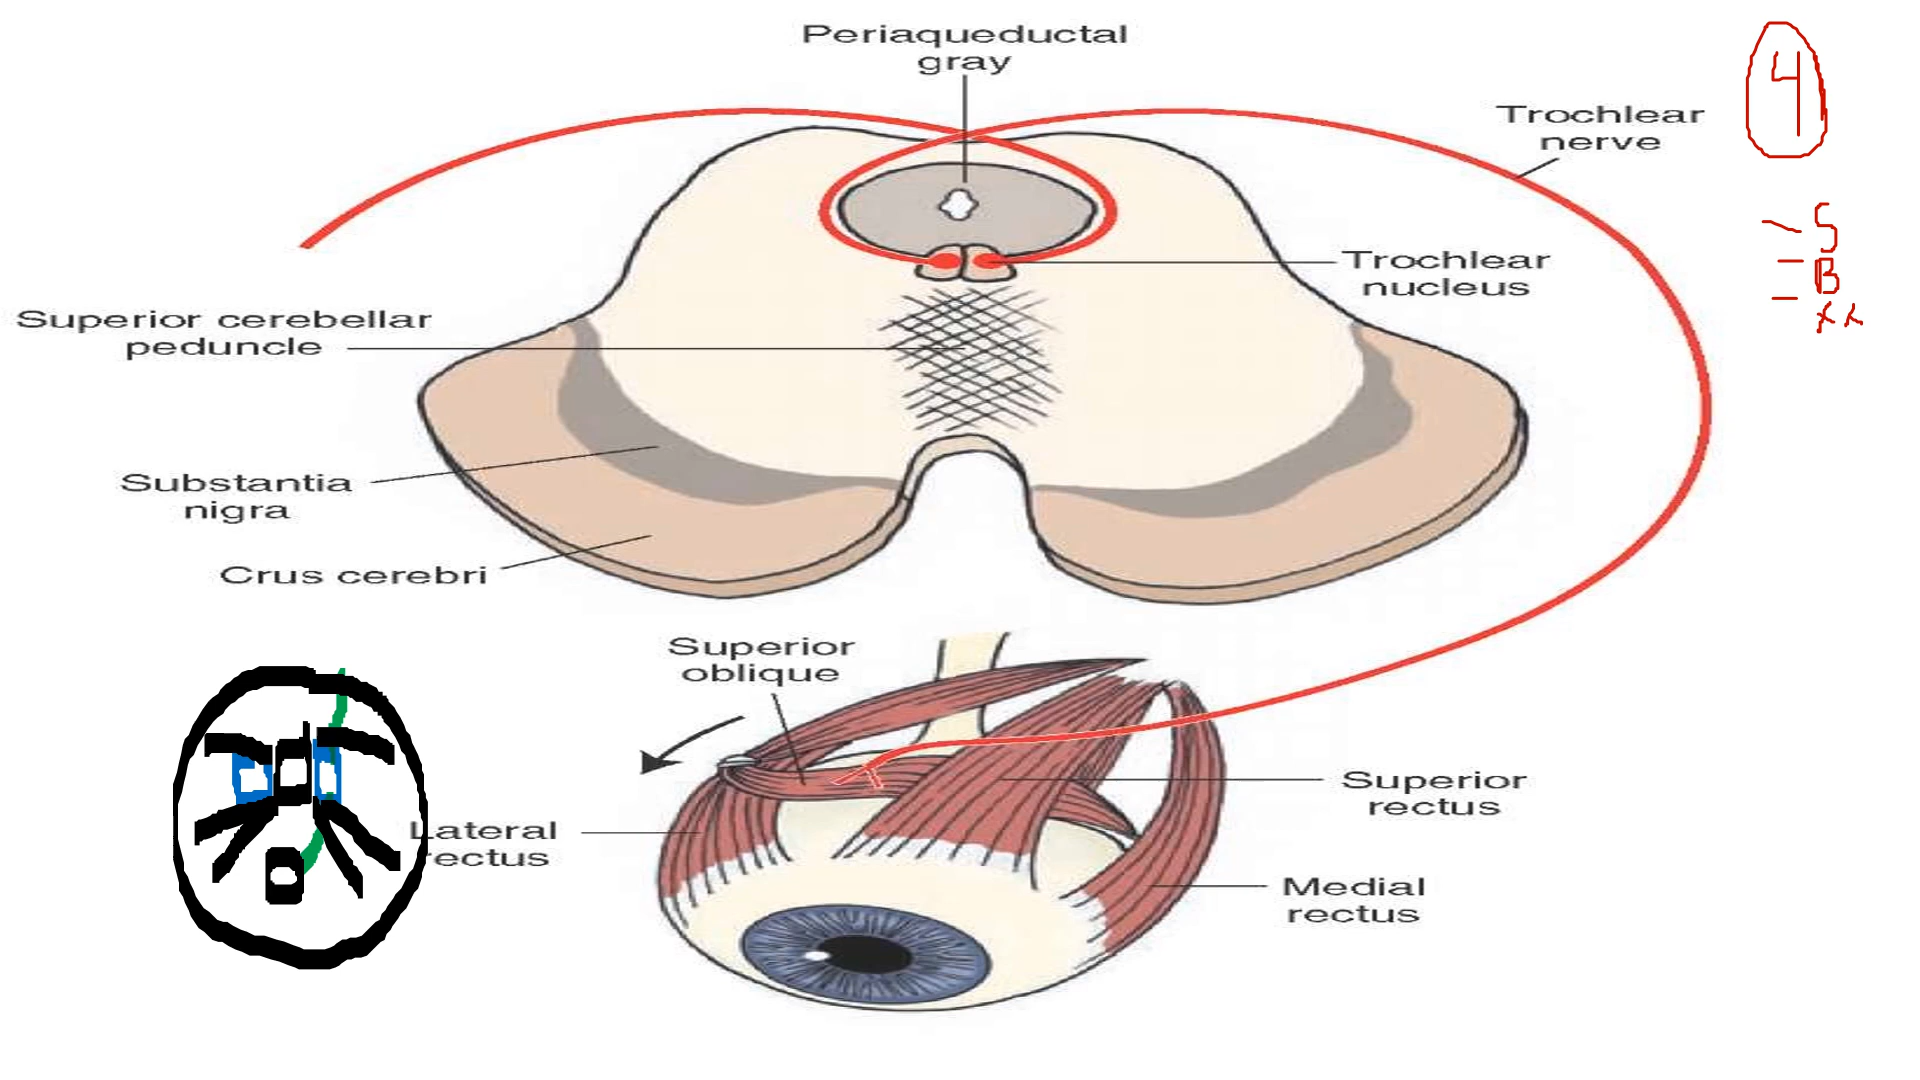 Periaqueductal
gray
4
Trochlear
nerve
- S
- B
- xx
Trochlear
nucleus
Superior cerebellar
peduncle
Substantia
nigra
Crus cerebri
Superior
oblique
Superior
rectus
Lateral
rectus
Medial
rectus